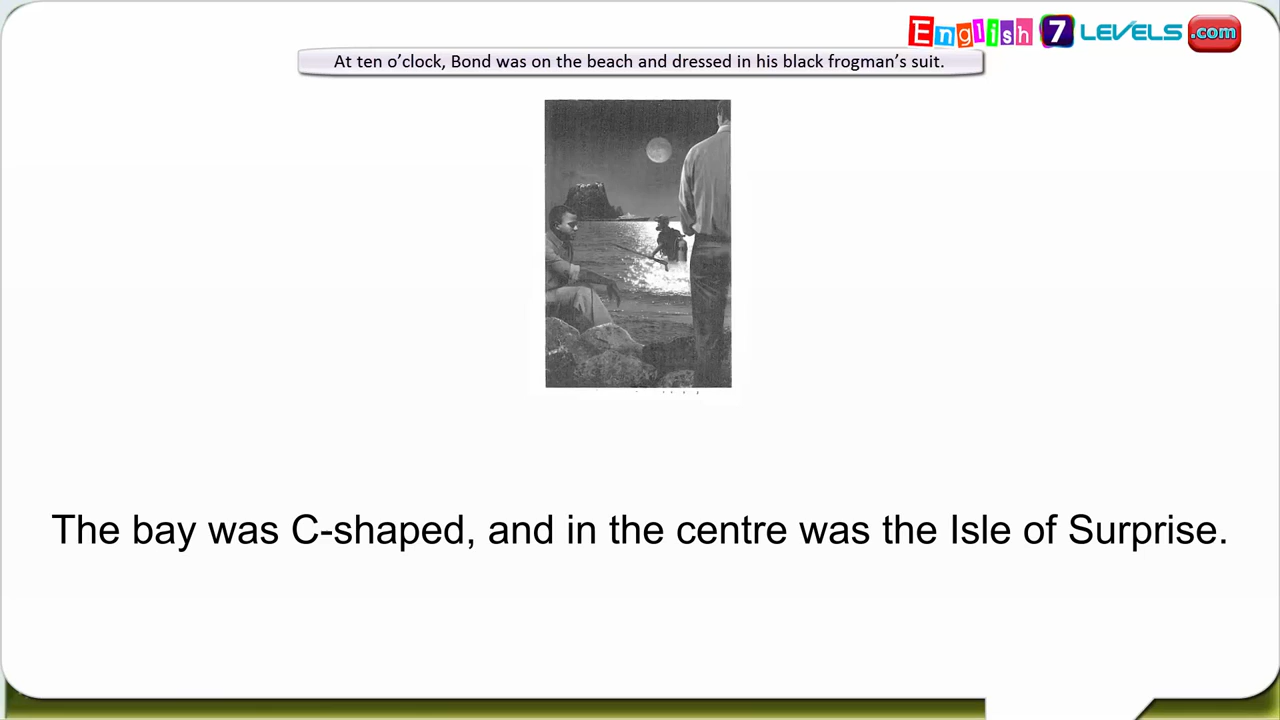 English 7 LEVELS .com
At ten o’clock, Bond was on the beach and dressed in his black frogman’s suit.
The bay was C-shaped, and in the centre was the Isle of Surprise.